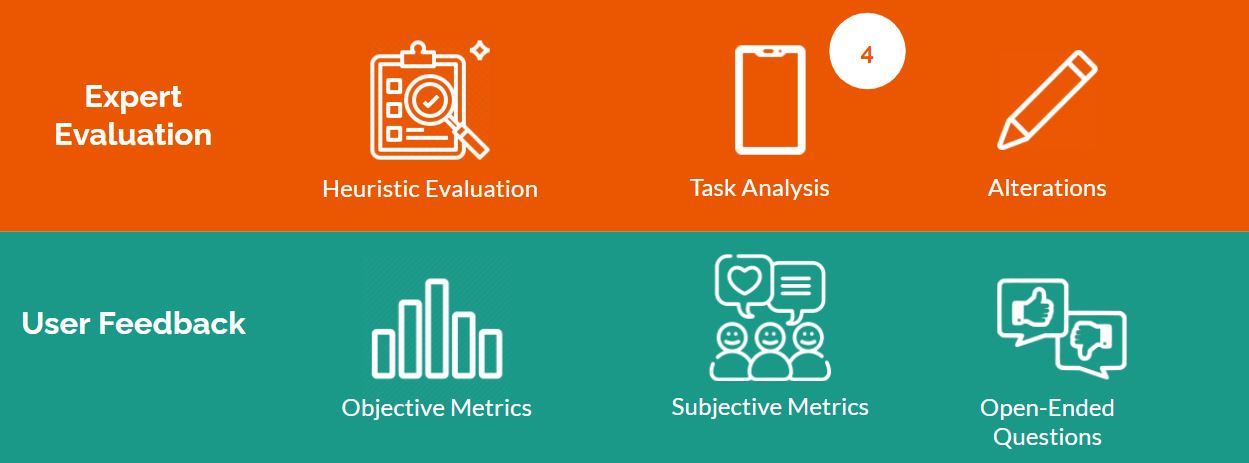 Expert
Evaluation
Heuristic Evaluation
Task Analysis
4
Alterations
User Feedback
Objective Metrics
Subjective Metrics
Open-Ended
Questions